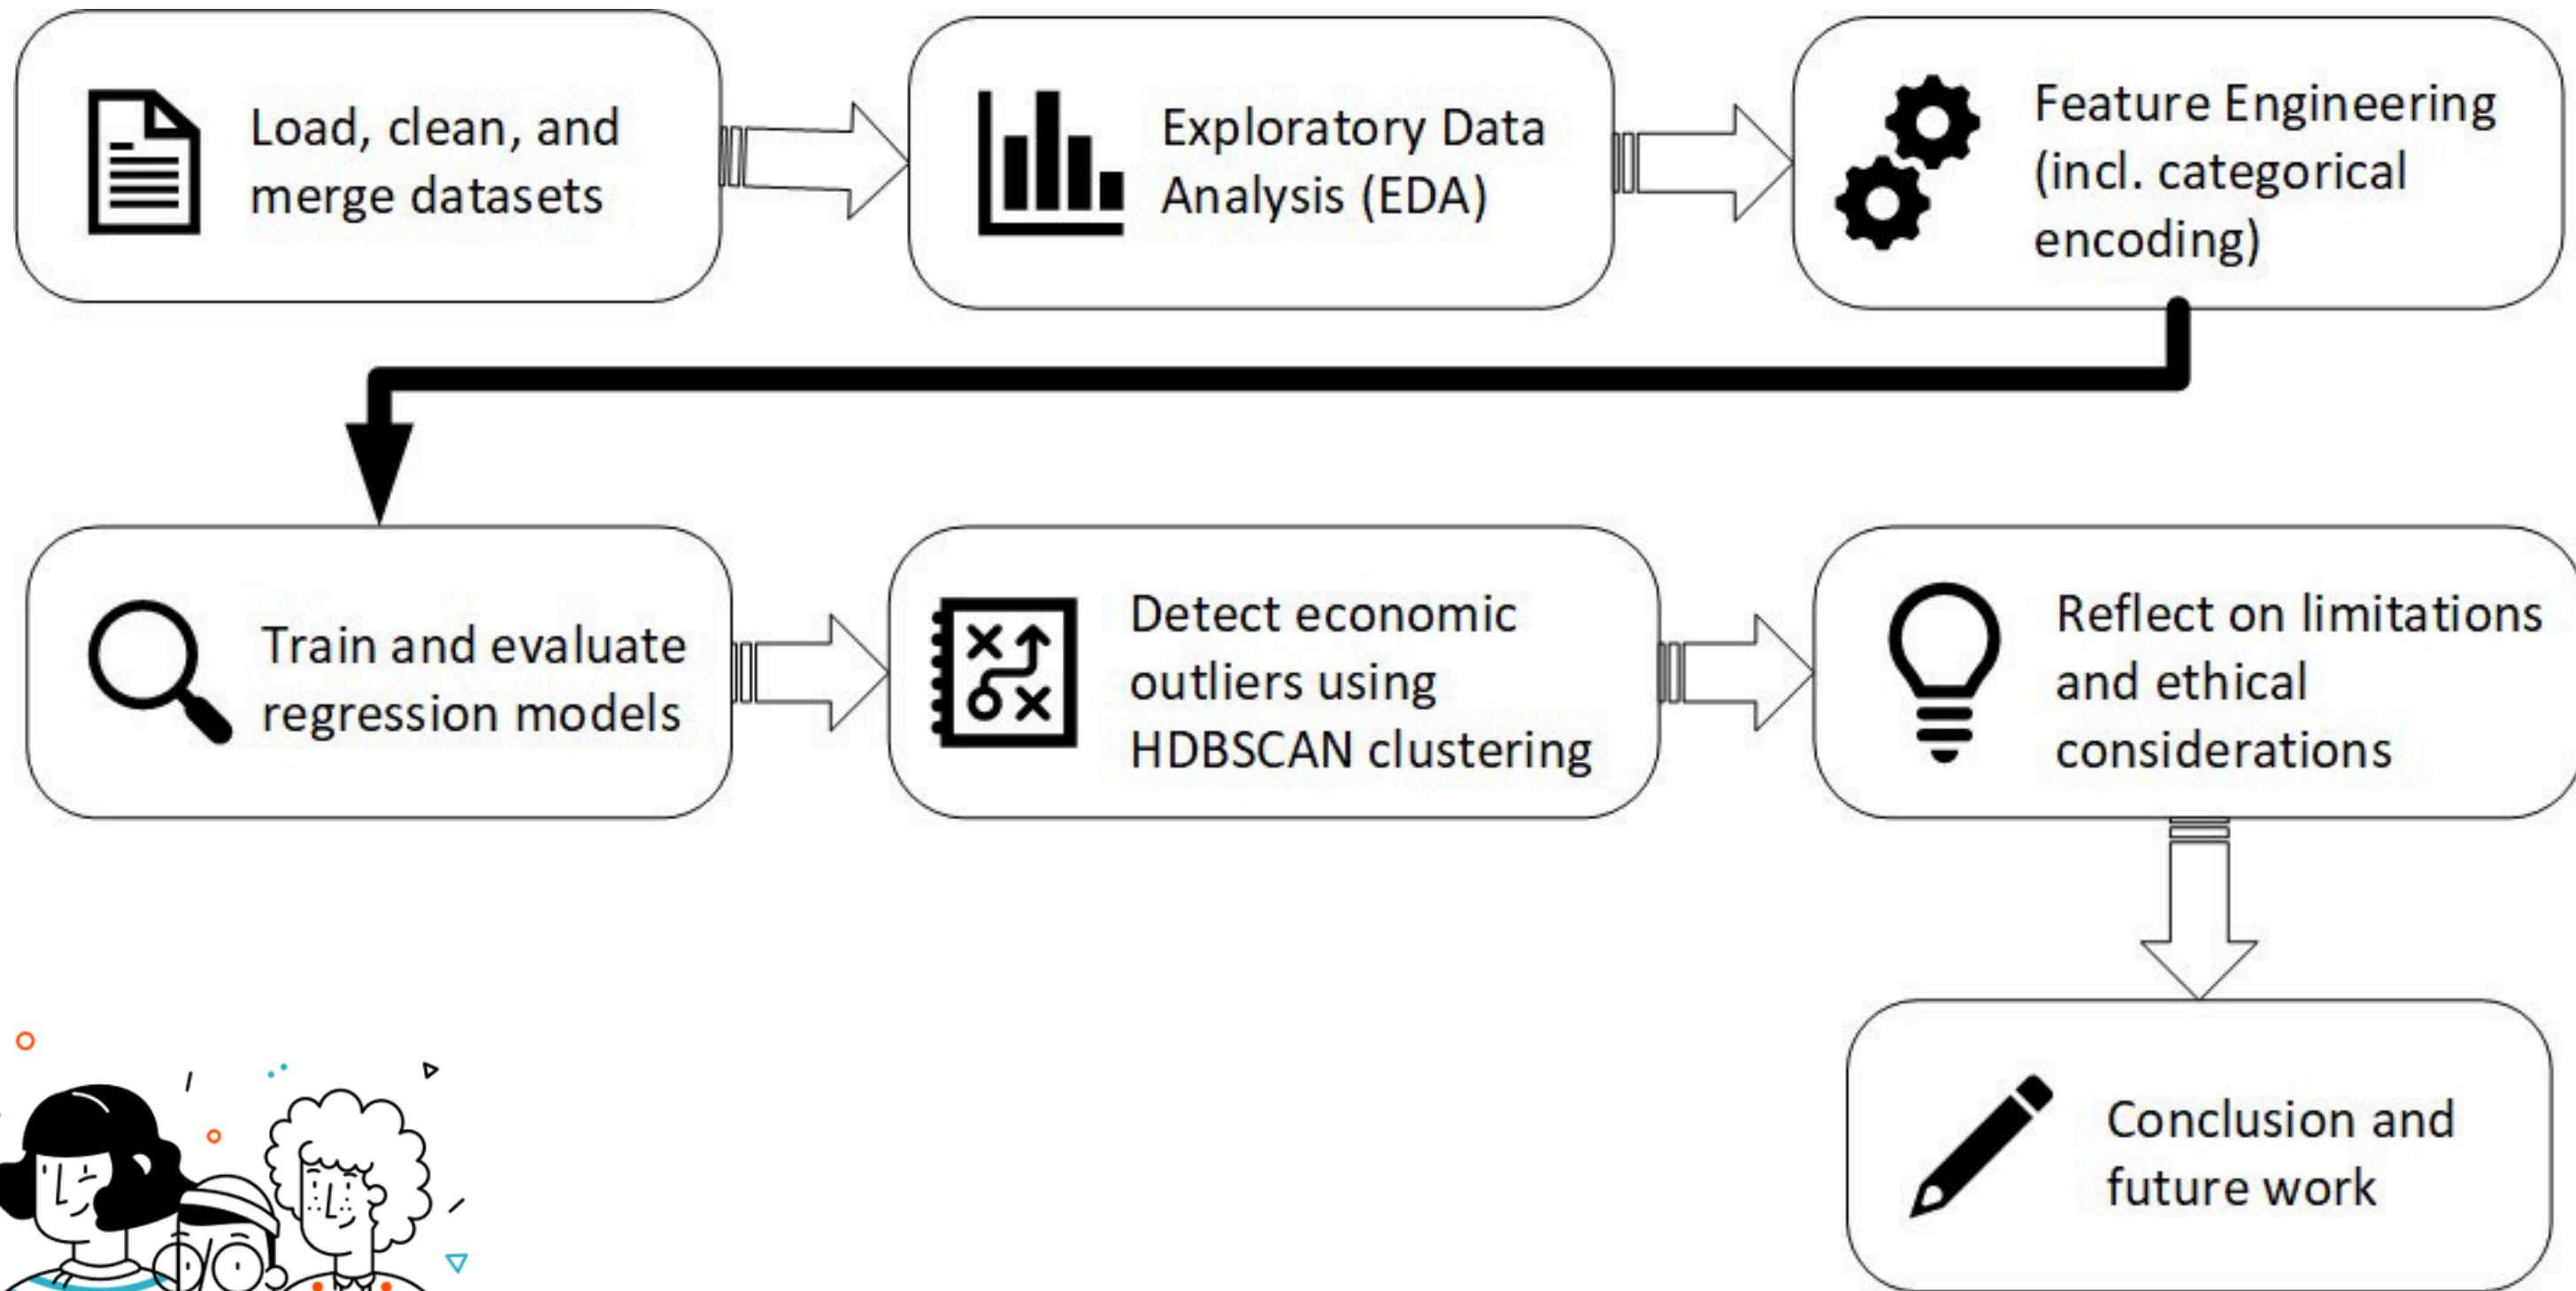 Load, clean, and
merge datasets
Exploratory Data
Analysis (EDA)
Feature Engineering
(incl. categorical
encoding)
Train and evaluate
regression models
Detect economic
outliers using
HDBSCAN clustering
Reflect on limitations
and ethical
considerations
Conclusion and
future work